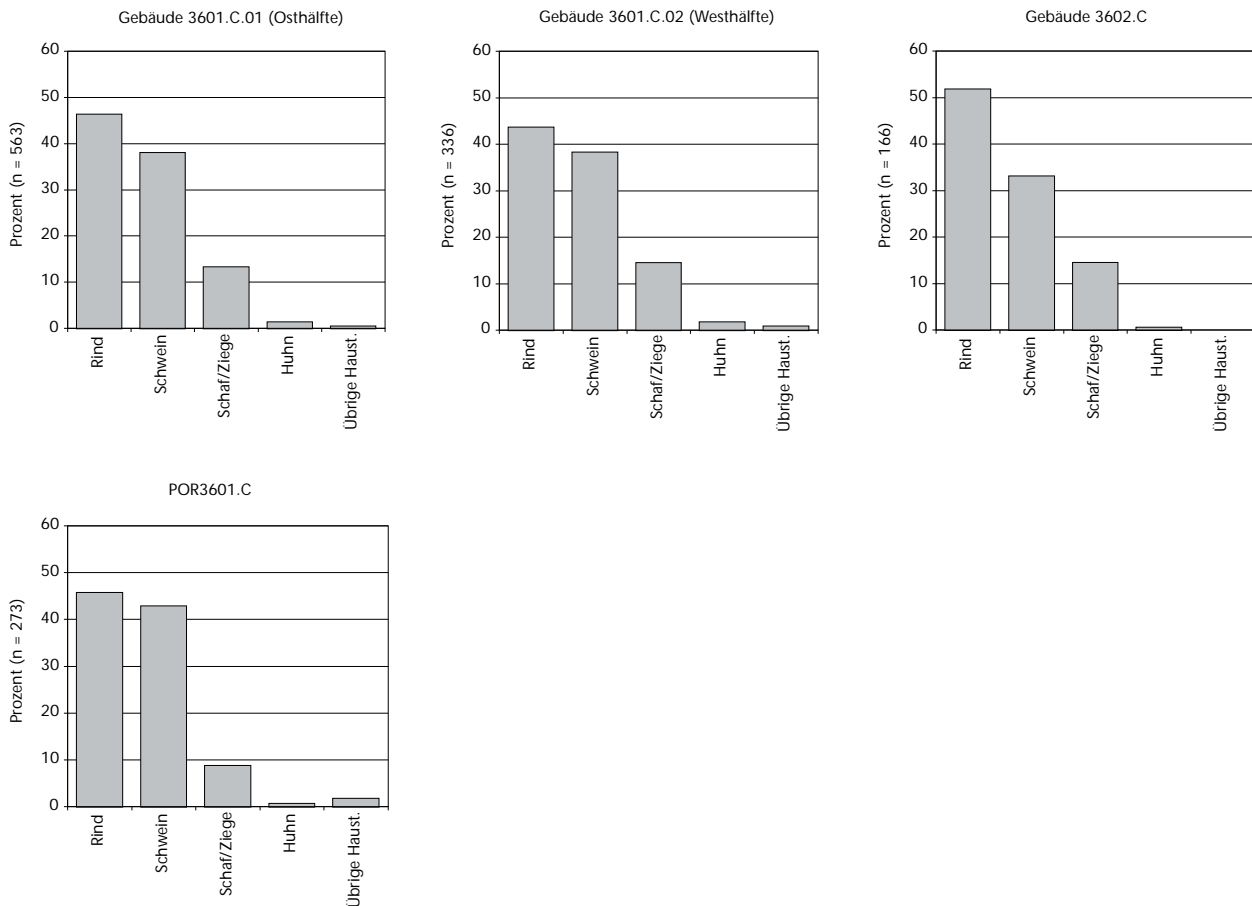 Gebäude 3601.C.01 (Osthälfte)
Prozent (n = 563)
60
50
40
30
20
10
0
Rind
Schwein
Schaf/Ziege
Huhn
Übrige Haust.
Gebäude 3601.C.02 (Westhälfte)
Prozent (n = 336)
60
50
40
30
20
10
0
Rind
Schwein
Schaf/Ziege
Huhn
Übrige Haust.
Gebäude 3602.C
Prozent (n = 166)
60
50
40
30
20
10
0
Rind
Schwein
Schaf/Ziege
Huhn
Übrige Haust.
POR3601.C
Prozent (n = 273)
60
50
40
30
20
10
0
Rind
Schwein
Schaf/Ziege
Huhn
Übrige Haust.